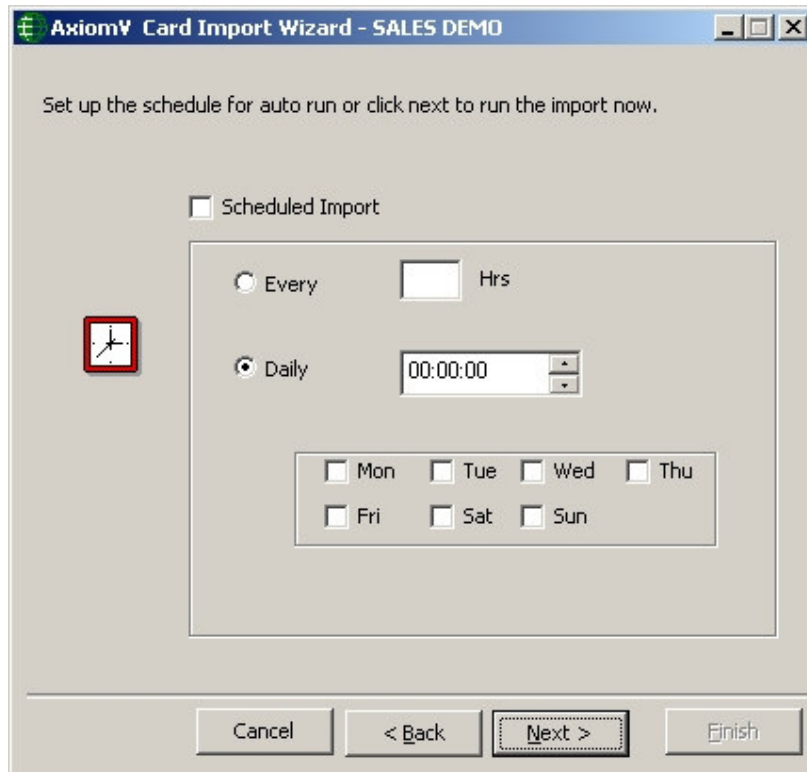 AxiomV Card Import Wizard - SALES DEMO
Set up the schedule for auto run or click next to run the import now.
Scheduled Import
Every Hrs
Daily 00:00:00
Mon Tue Wed Thu
Fri Sat Sun
Cancel < Back Next > Finish